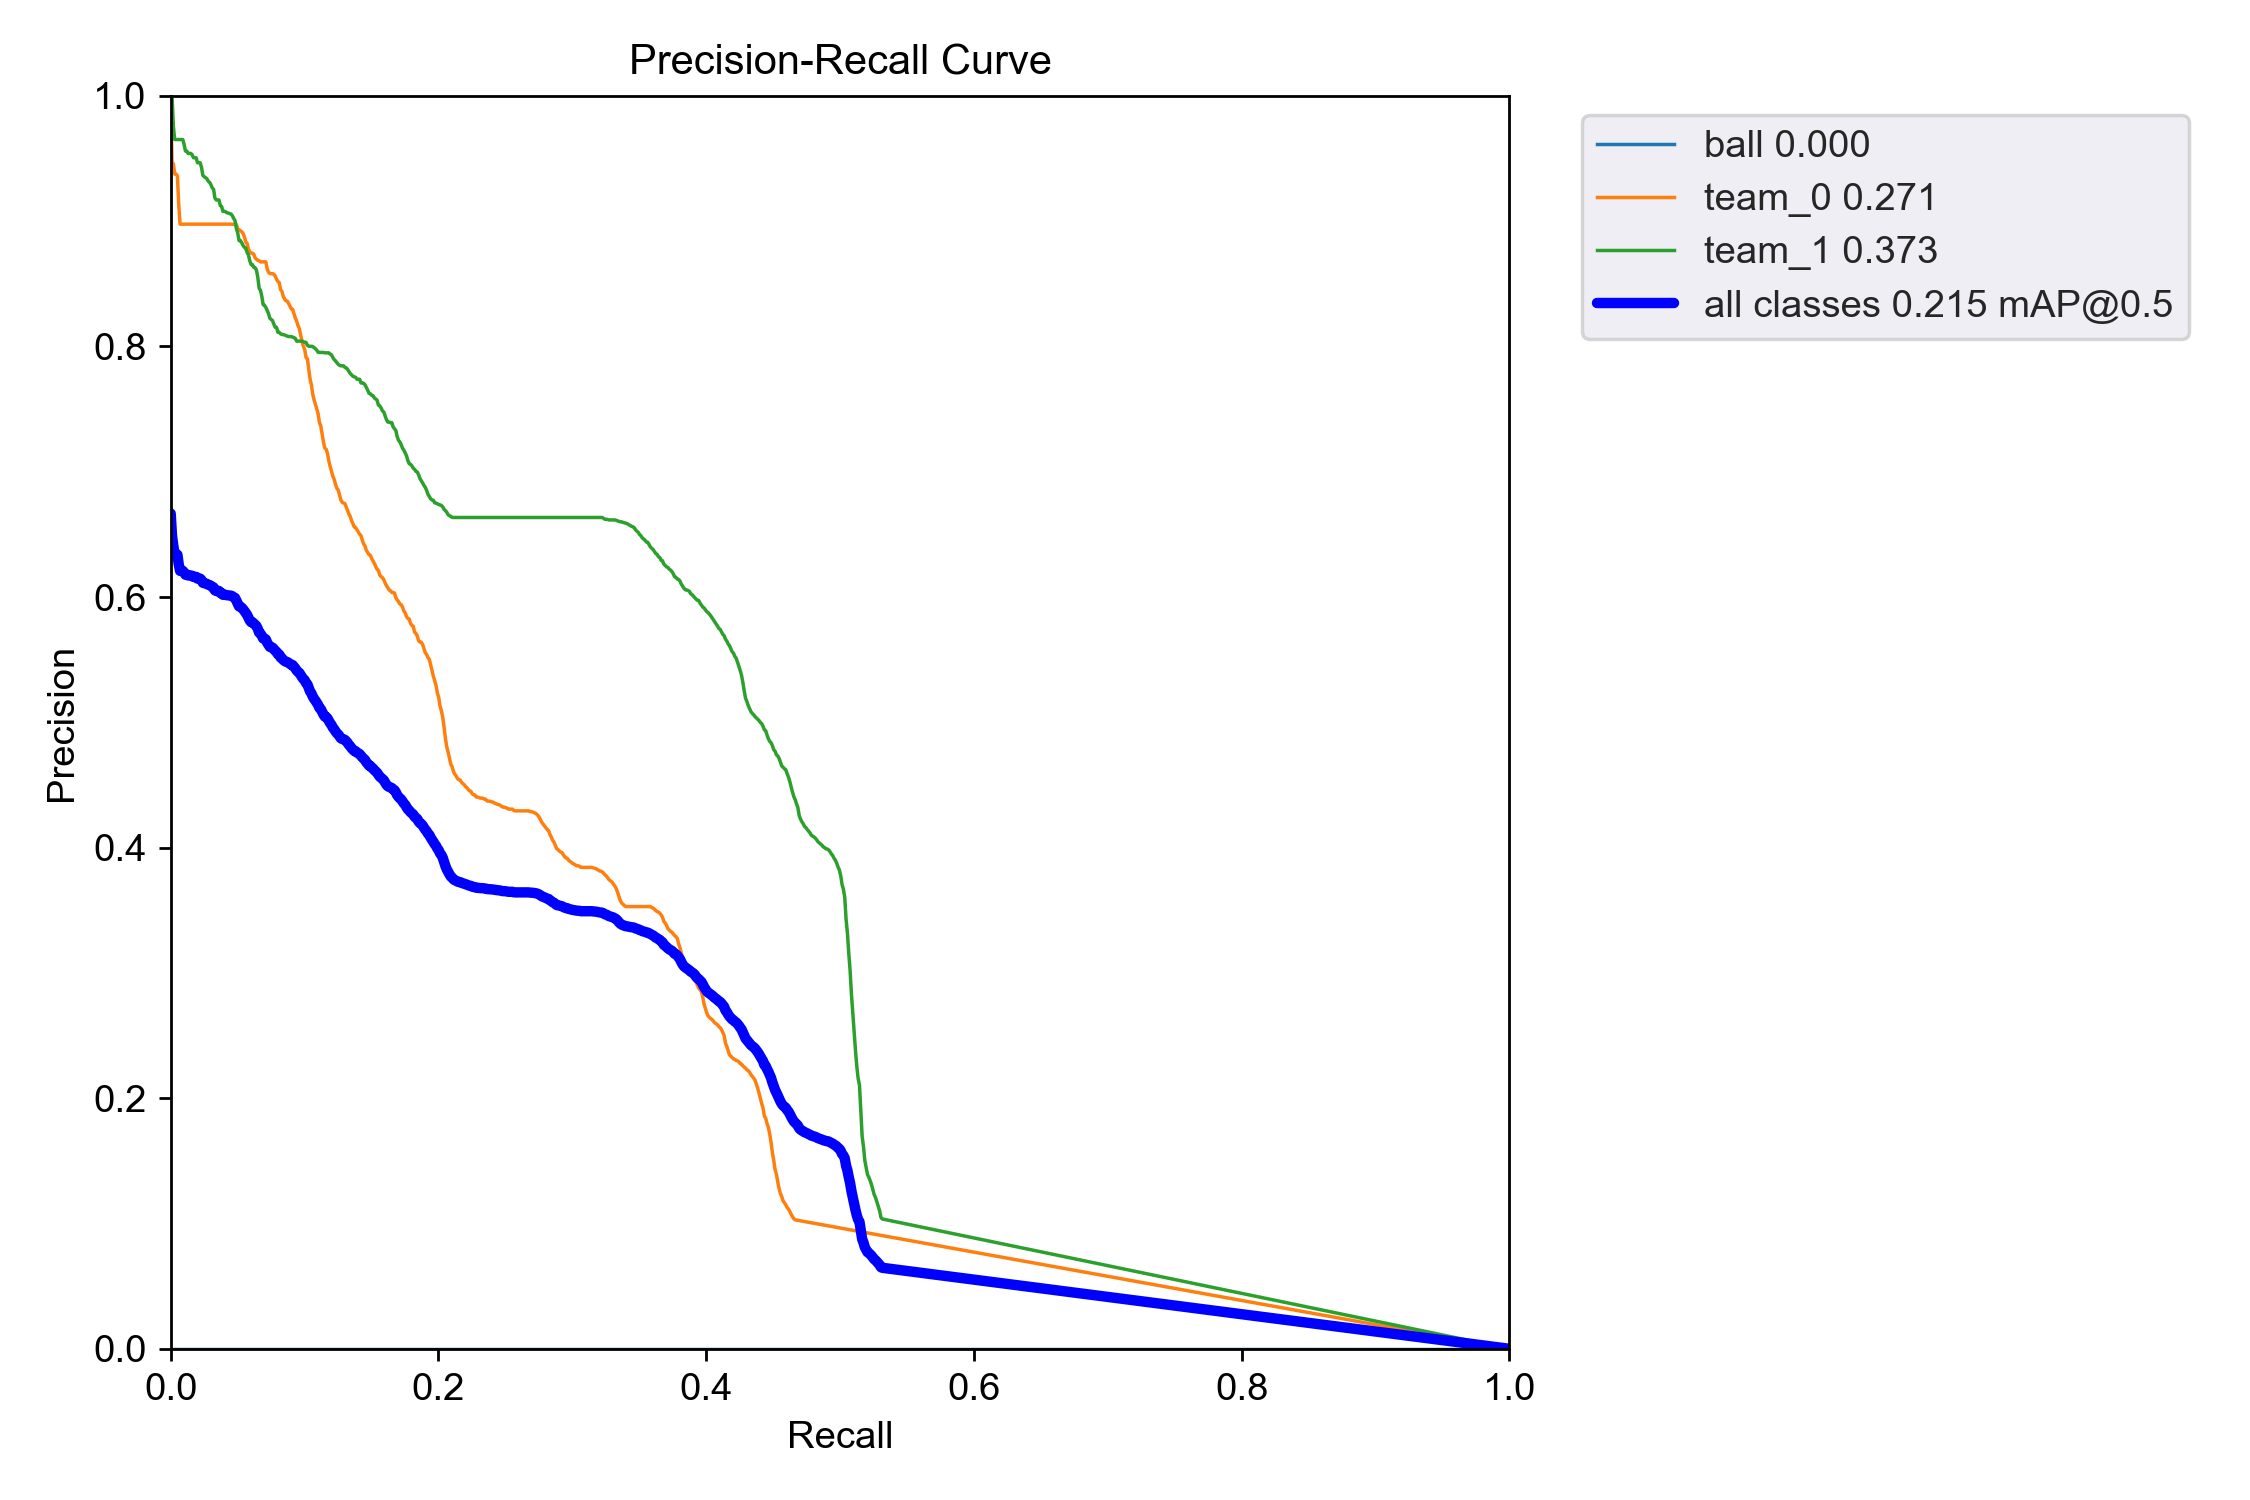 Precision-Recall Curve
1.0
0.8
0.6
0.4
0.2
0.0
Precision
0.0 0.2 0.4 0.6 0.8 1.0
Recall
ball 0.000
team_0 0.271
team_1 0.373
all classes 0.215 mAP@0.5